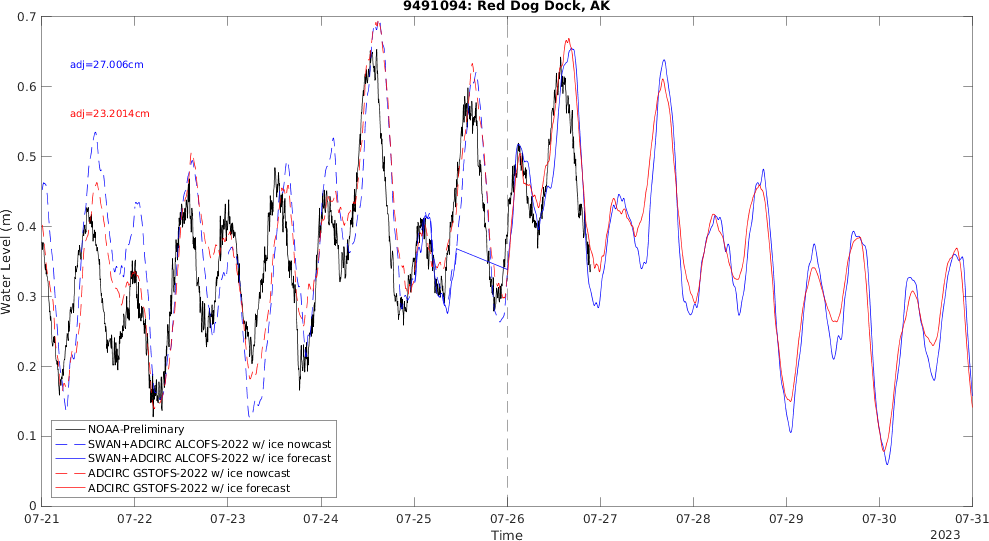 9491094: Red Dog Dock, AK
0.7
0.6
0.5
0.4
0.3
0.2
0.1
0
Water Level (m)
adj=27.006cm
adj=23.2014cm
NOAA-Preliminary
SWAN+ADCIRC ALCOFS-2022 w/ ice nowcast
SWAN+ADCIRC ALCOFS-2022 w/ ice forecast
ADCIRC GSTOFS-2022 w/ ice nowcast
ADCIRC GSTOFS-2022 w/ ice forecast
07-21 07-22 07-23 07-24 07-25 07-26 07-27 07-28 07-29 07-30 07-31
Time
2023